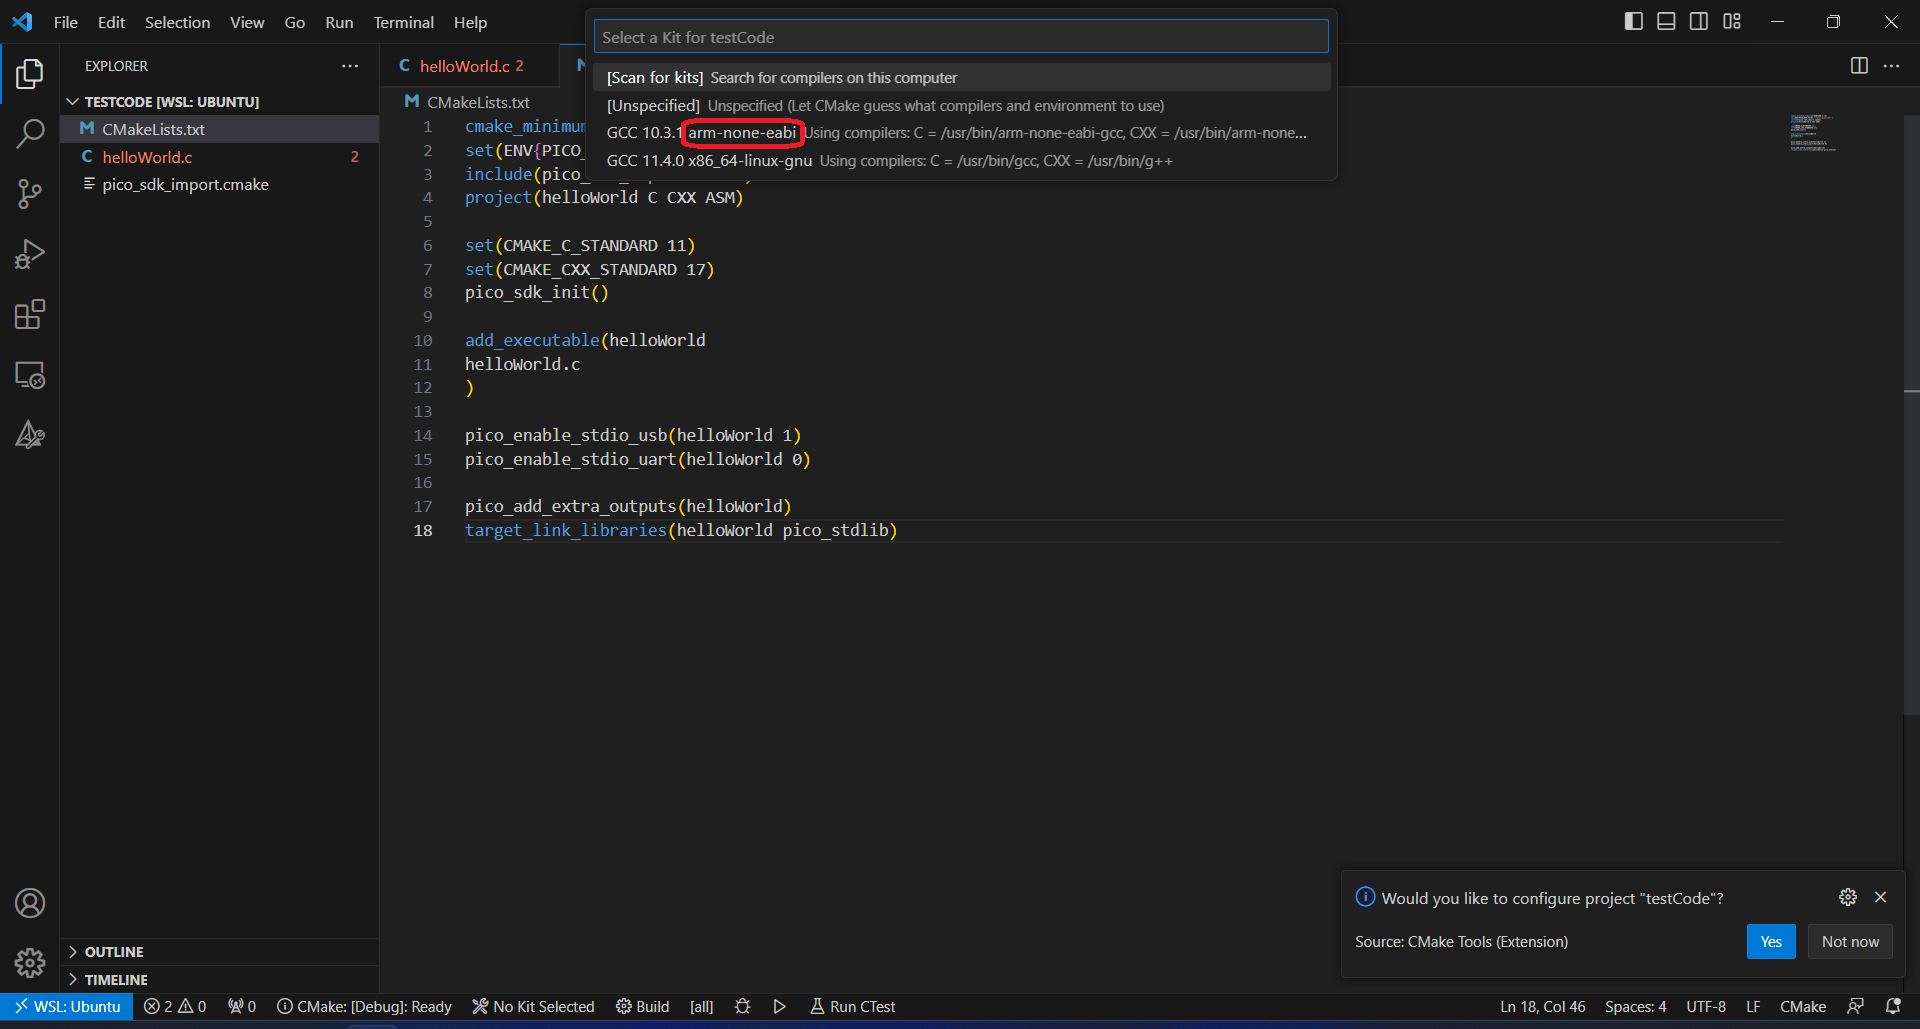 File Edit Selection View Go Run Terminal Help
Select a Kit for testCode
[Scan for kits] Search for compilers on this computer
[Unspecified] Unspecified (Let CMake guess what compilers and environment to use)
GCC 10.3.1 arm-none-eabi Using compilers: C = /usr/bin/arm-none-eabi-gcc, CXX = /usr/bin/arm-none...
GCC 11.4.0 x86_64-linux-gnu Using compilers: C = /usr/bin/gcc, CXX = /usr/bin/g++
EXPLORER
TESTCODE [WSL: UBUNTU]
M CMakeLists.txt
C helloWorld.c 2
pico_sdk_import.cmake
OUTLINE
TIMELINE
C helloWorld.c 2
M CMakeLists.txt
1 cmake_minimum
2 set(ENV{PICO_
3 include(pico_
4 project(helloWorld C CXX ASM)
5
6 set(CMAKE_C_STANDARD 11)
7 set(CMAKE_CXX_STANDARD 17)
8 pico_sdk_init()
9
10 add_executable(helloWorld
11 helloWorld.c
12 )
13
14 pico_enable_stdio_usb(helloWorld 1)
15 pico_enable_stdio_uart(helloWorld 0)
16
17 pico_add_extra_outputs(helloWorld)
18 target_link_libraries(helloWorld pico_stdlib)
Would you like to configure project "testCode"?
Source: CMake Tools (Extension)
Yes Not now
WSL: Ubuntu 2 0 0 CMake: [Debug]: Ready No Kit Selected Build [all] Run CTest Ln 18, Col 46 Spaces: 4 UTF-8 LF CMake